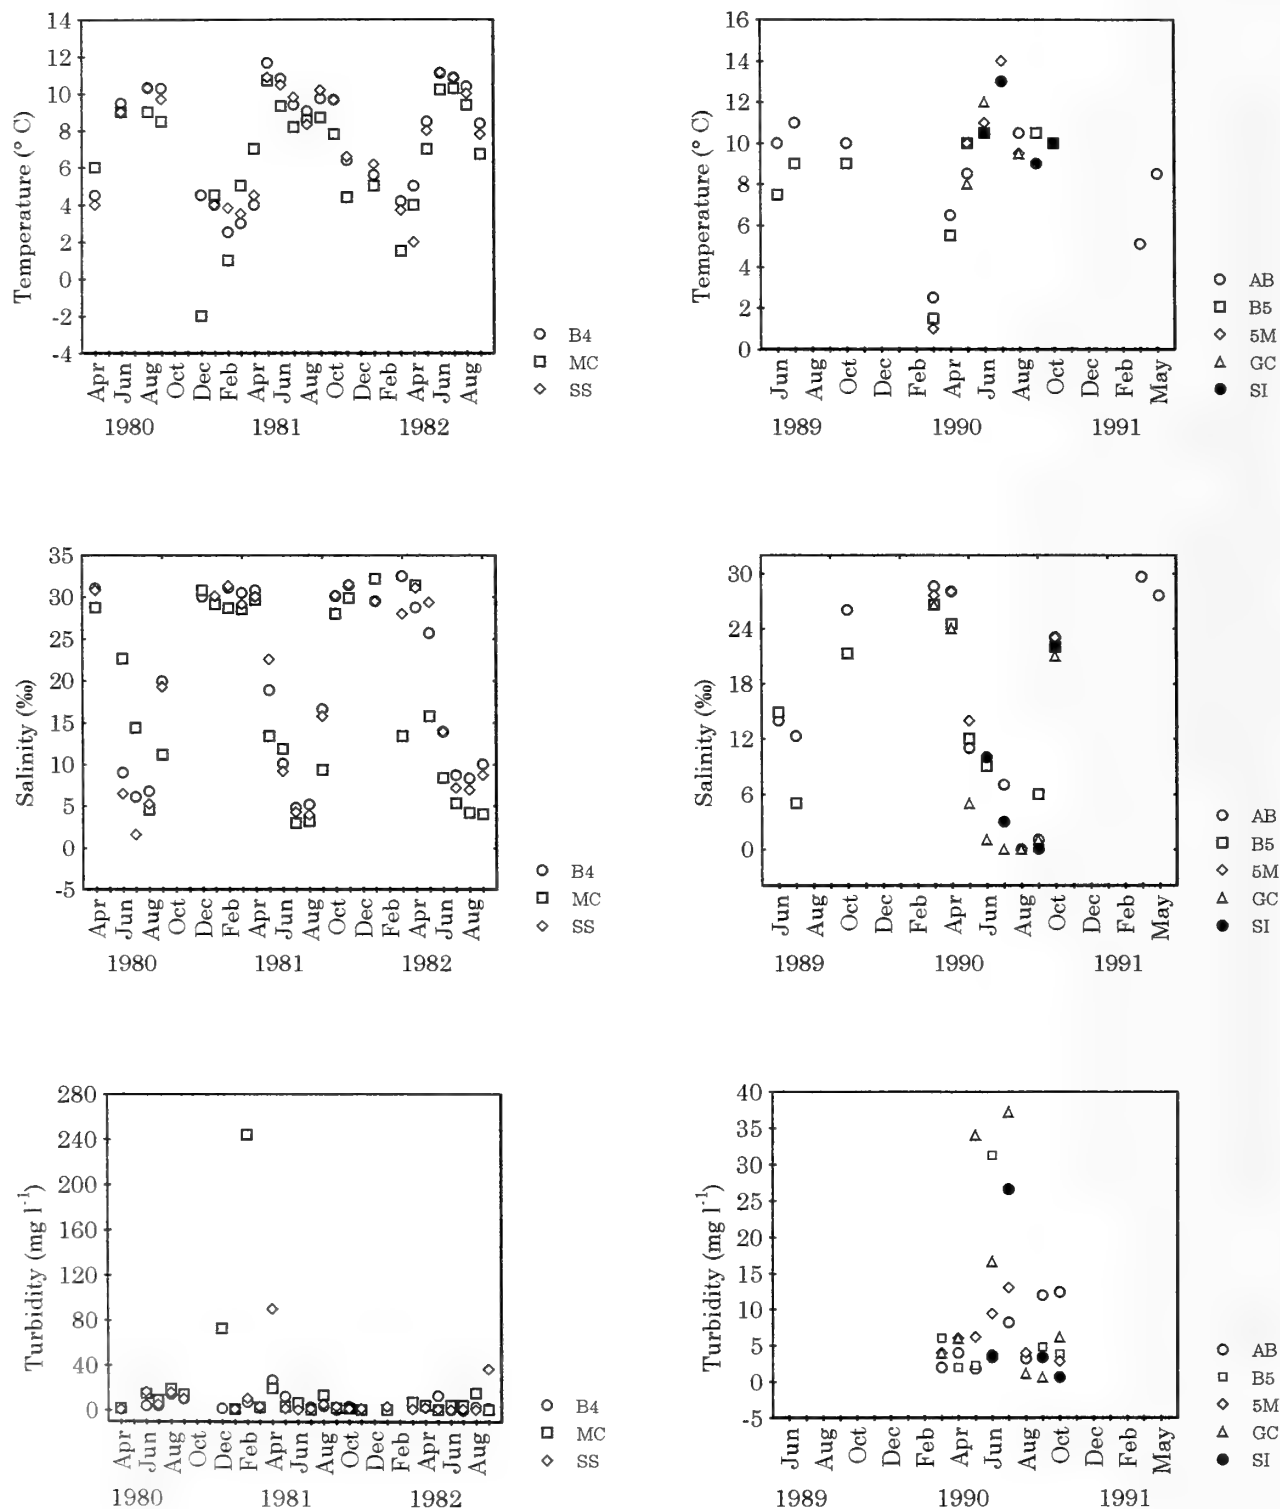 14
12
10
8
6
4
2
0
-2
-4
Temperature (° C)
Apr
Jun
Aug
Oct
Dec
Feb
Apr
Jun
Aug
Oct
Dec
Feb
Apr
Jun
Aug
1980
1981
1982
B4
MC
SS
16
14
12
10
8
6
4
2
0
Temperature (° C)
Jun
Aug
Oct
Dec
Feb
Apr
Jun
Aug
Oct
Dec
Feb
May
1989
1990
1991
AB
B5
5M
GC
SI
35
30
25
20
15
10
5
0
-5
Salinity (‰)
Apr
Jun
Aug
Oct
Dec
Feb
Apr
Jun
Aug
Oct
Dec
Feb
Apr
Jun
Aug
1980
1981
1982
B4
MC
SS
30
24
18
12
6
0
Salinity (‰)
Jun
Aug
Oct
Dec
Feb
Apr
Jun
Aug
Oct
Dec
Feb
May
1989
1990
1991
AB
B5
5M
GC
SI
280
240
200
160
120
80
40
0
Turbidity (mg l⁻¹)
Apr
Jun
Aug
Oct
Dec
Feb
Apr
Jun
Aug
Oct
Dec
Feb
Apr
Jun
Aug
1980
1981
1982
B4
MC
SS
40
35
30
25
20
15
10
5
0
-5
Turbidity (mg l⁻¹)
Jun
Aug
Oct
Dec
Feb
Apr
Jun
Aug
Oct
Dec
Feb
May
1989
1990
1991
AB
B5
5M
GC
SI